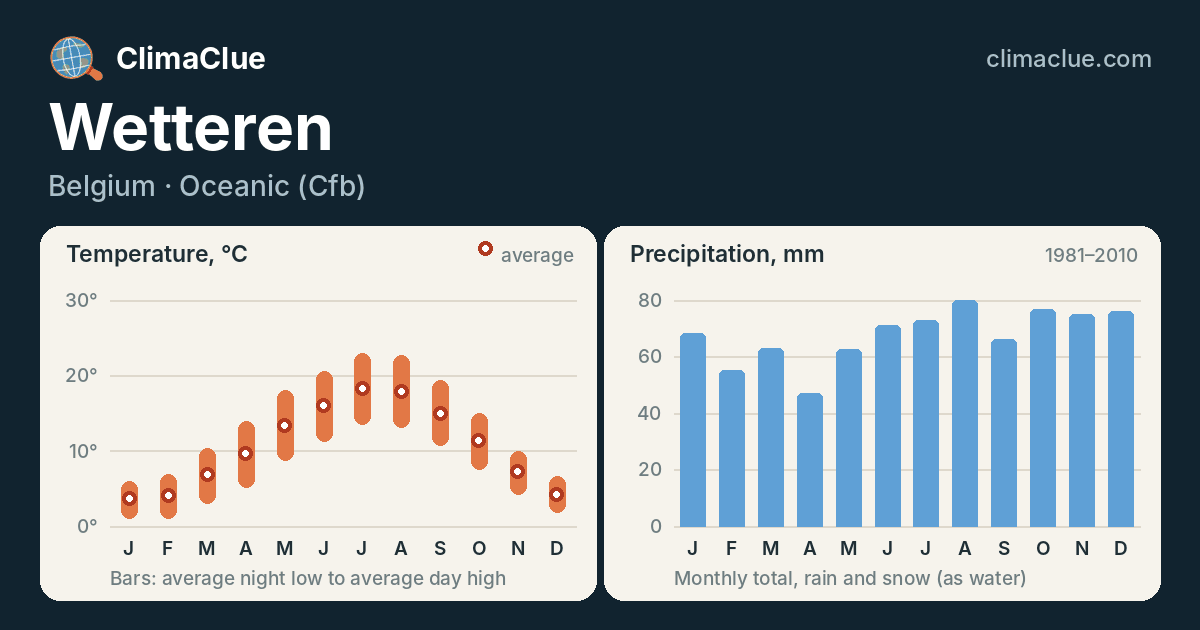 ClimaClue
climaclue.com
Wetteren
Belgium · Oceanic (Cfb)
Temperature, °C
average
30°
20°
10°
0°
J F M A M J J A S O N D
Bars: average night low to average day high
Precipitation, mm
1981–2010
80
60
40
20
0
J F M A M J J A S O N D
Monthly total, rain and snow (as water)